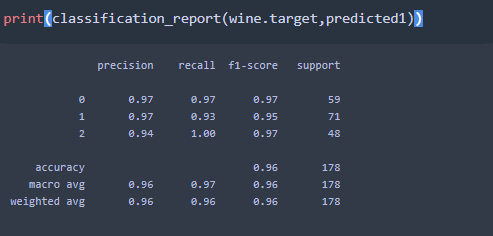 print(classification_report(wine.target,predicted1))
precision recall f1-score support
0 0.97 0.97 0.97 59
1 0.97 0.93 0.95 71
2 0.94 1.00 0.97 48
accuracy 0.96 178
macro avg 0.96 0.97 0.96 178
weighted avg 0.96 0.96 0.96 178